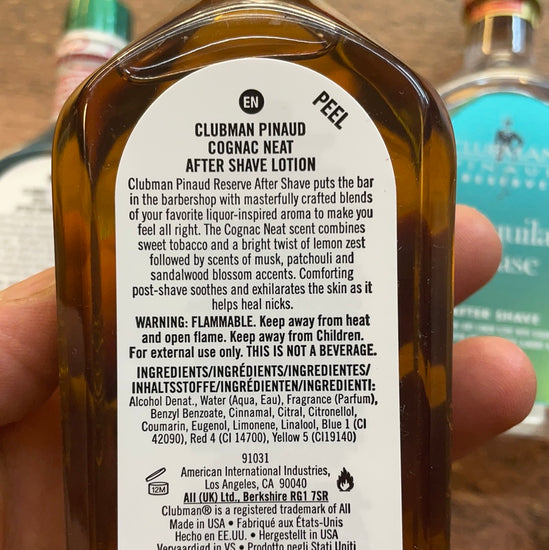 EN
PEEL
CLUBMAN PINAUD
COGNAC NEAT
AFTER SHAVE LOTION
Clubman Pinaud Reserve After Shave puts the bar
in the barbershop with masterfully crafted blends
of your favorite liquor-inspired aroma to make you
feel all right. The Cognac Neat scent combines
sweet tobacco and a bright twist of lemon zest
followed by scents of musk, patchouli and
sandalwood blossom accents. Comforting
post-shave soothes and exhilarates the skin as it
helps heal nicks.
WARNING: FLAMMABLE. Keep away from heat
and open flame. Keep away from Children.
For external use only. THIS IS NOT A BEVERAGE.
INGREDIENTS/INGRÉDIENTS/INGREDIENTES/
INHALTSSTOFFE/INGRÉDIENTEN/INGREDIENTI:
Alcohol Denat., Water (Aqua, Eau), Fragrance (Parfum),
Benzyl Benzoate, Cinnamal, Citral, Citronellol,
Coumarin, Eugenol, Limonene, Linalool, Blue 1 (CI
42090), Red 4 (CI 14700), Yellow 5 (CI19140)
91031
American International Industries,
Los Angeles, CA 90040
12M
AII (UK) Ltd., Berkshire RG1 7SR
Clubman® is a registered trademark of AII
Made in USA • Fabriqué aux États-Unis
Hecho en EE.UU. • Hergestellt in USA
Vervaardigd in VS • Prodotto negli Stati Uniti
CLUBMAN
PINAUD
RESERVE
AFTER SHAVE